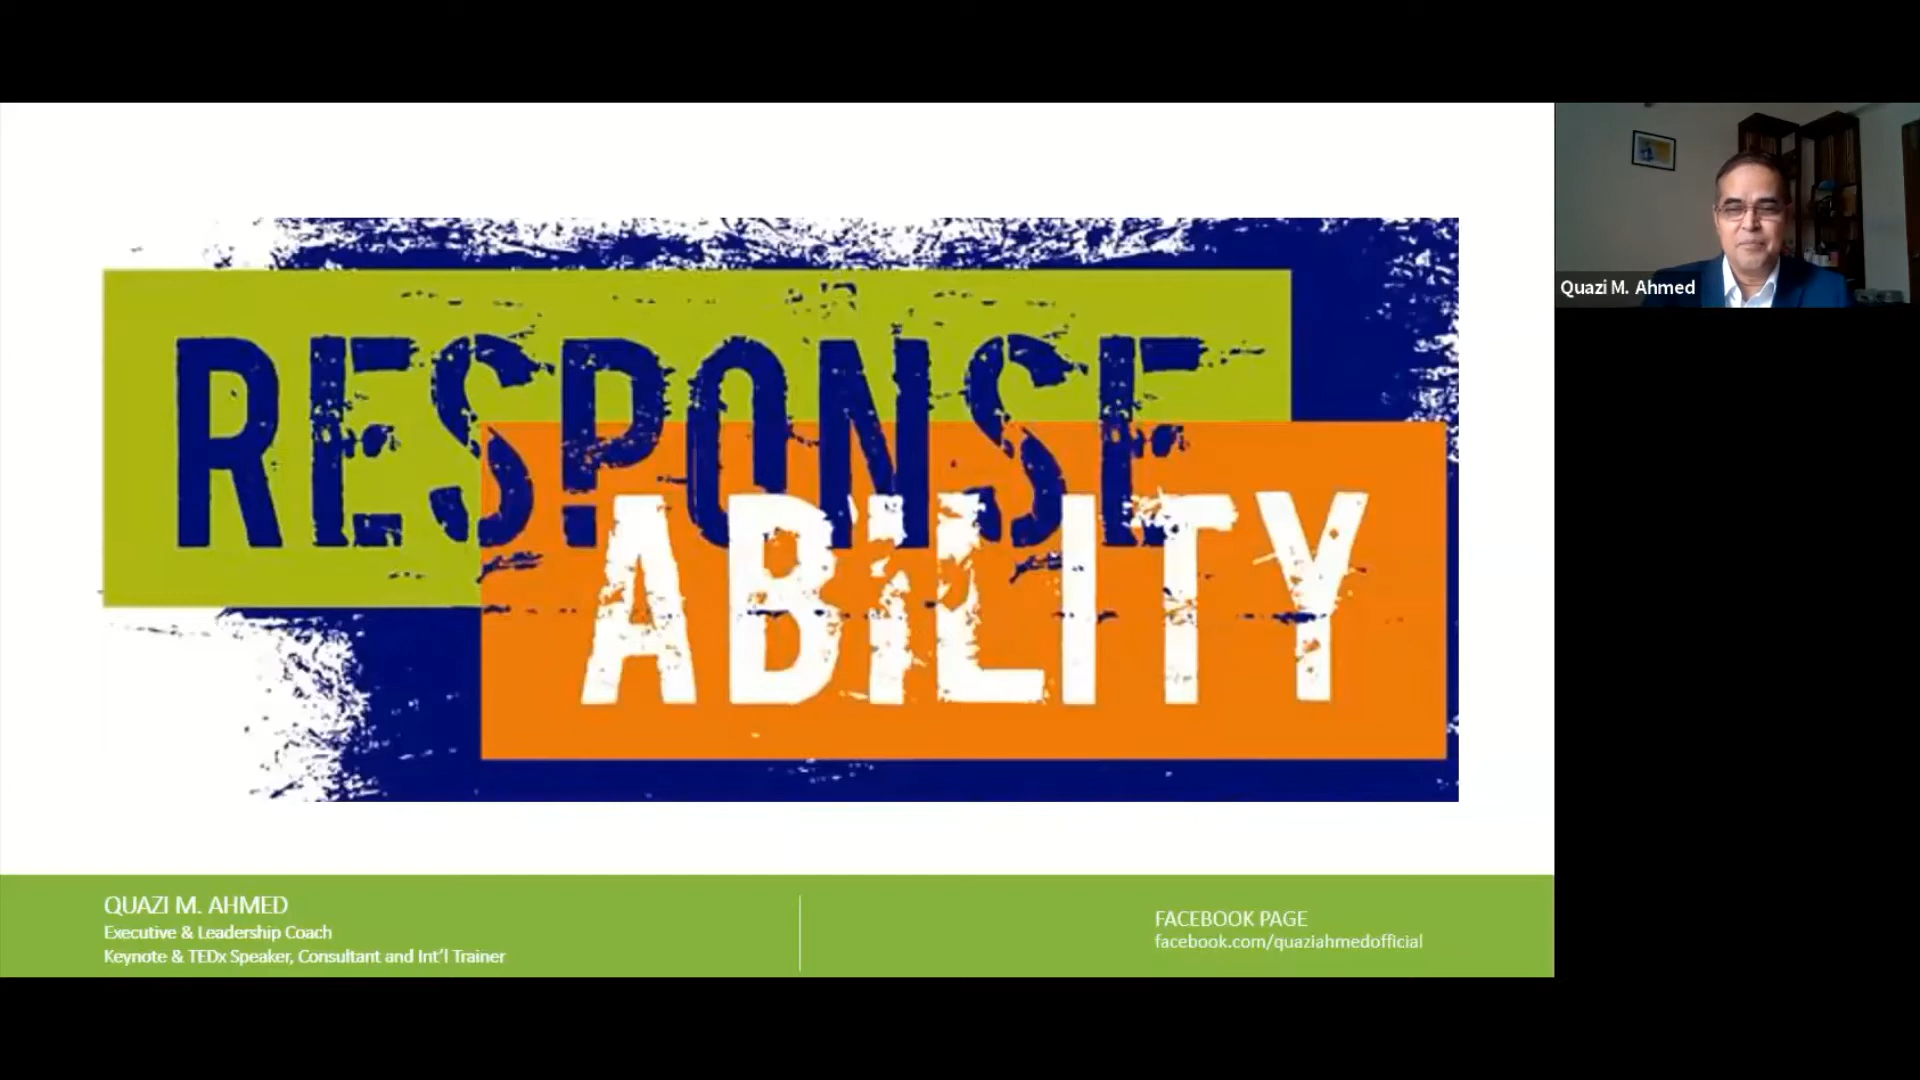 RESPONSE
ABILITY
Quazi M. Ahmed
QUAZI M. AHMED
Executive & Leadership Coach
Keynote & TEDx Speaker, Consultant and Int'l Trainer
FACEBOOK PAGE
facebook.com/quaziahmedofficial